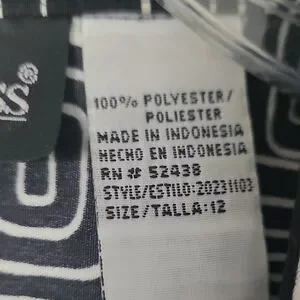 100% POLYESTER/
POLIESTER
MADE IN INDONESIA
HECHO EN INDONESIA
RN # 52438
STYLE/ESTILO:20231103
SIZE/TALLA:12